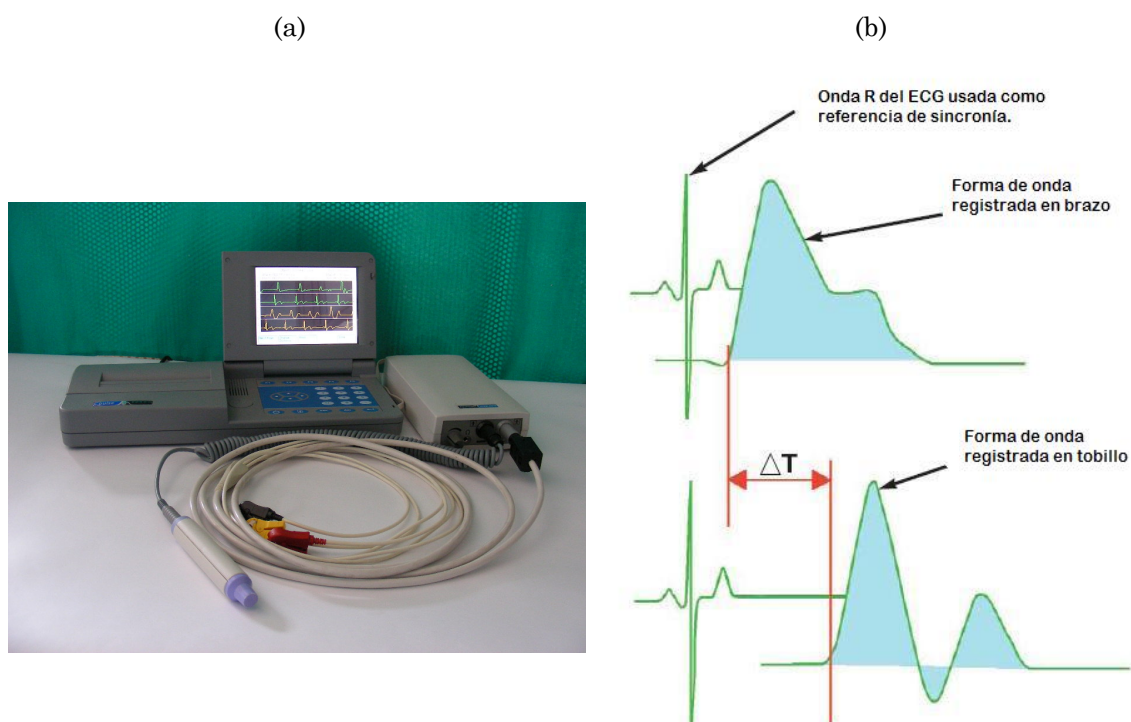 (a)
(b)
Onda R del ECG usada como
referencia de sincronía.
Forma de onda
registrada en brazo
△T
Forma de onda
registrada en tobillo